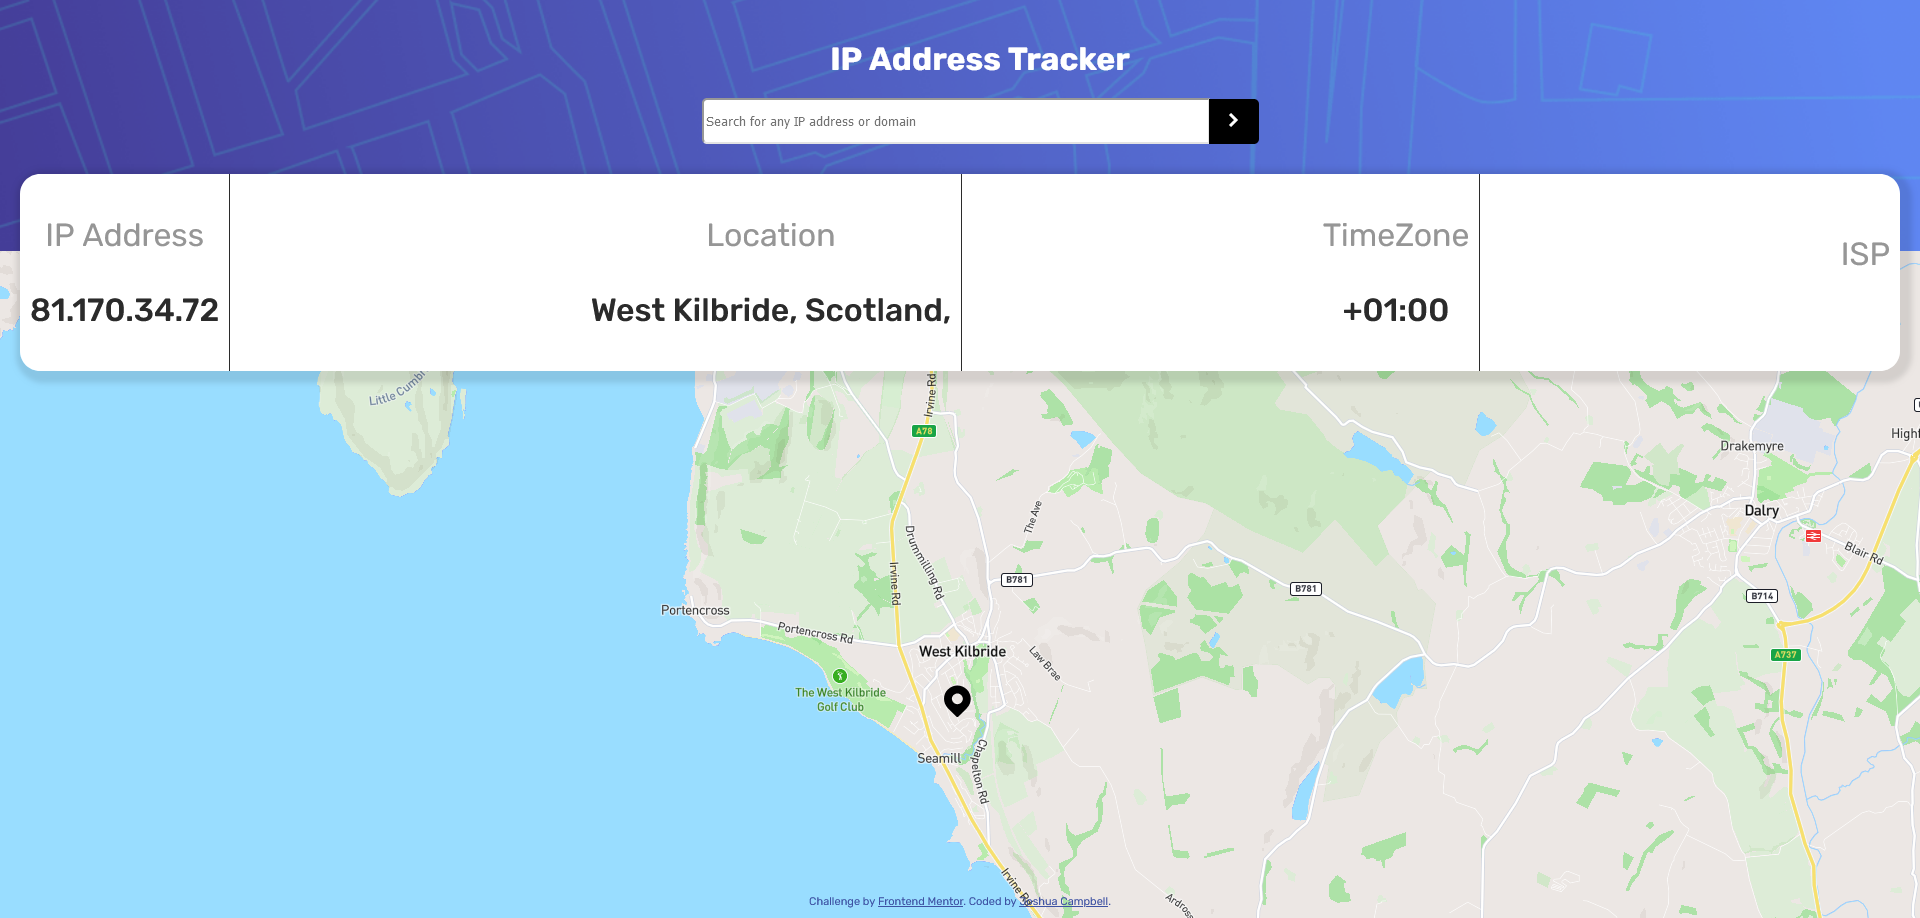 IP Address Tracker
Search for any IP address or domain
IP Address
81.170.34.72
Location
West Kilbride, Scotland,
TimeZone
+01:00
ISP
Little Cumbr
Irvine Rd
A78
Drakemyre
Highf
The Ave
Dalry
Drummilling Rd
Blair Rd
Irvine Rd
B781
B781
B714
Portencross
Portencross Rd
West Kilbride
Law Brae
A737
The West Kilbride
Golf Club
Seamill
Chapelton Rd
Irvine Rd
Ardros
Challenge by Frontend Mentor. Coded by Joshua Campbell.